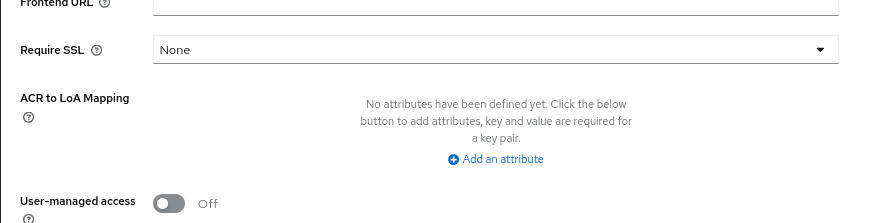 Frontend URL
Require SSL
None
ACR to LoA Mapping
No attributes have been defined yet. Click the below
button to add attributes, key and value are required for
a key pair.
Add an attribute
User-managed access
Off